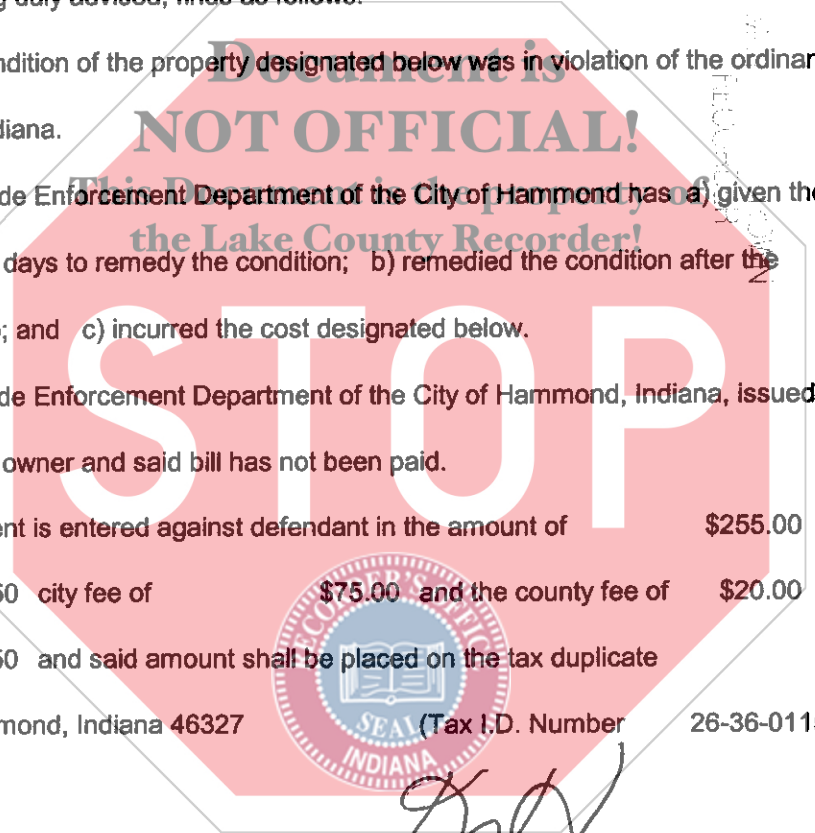 g duly advised, finds as follows:
ndition of the property designated below was in violation of the ordinar
Document is
diana.
NOT OFFICIAL!
de Enforcement Department of the City of Hammond has a) given the
This Document is the property of
the Lake County Recorder!
days to remedy the condition; b) remedied the condition after the
; and c) incurred the cost designated below.
STOP
de Enforcement Department of the City of Hammond, Indiana, issued
owner and said bill has not been paid.
ent is entered against defendant in the amount of $255.00
50 city fee of $75.00 and the county fee of $20.00
RECORDER'S OFFICE
50 and said amount shall be placed on the tax duplicate
mond, Indiana 46327 (Tax I.D. Number 26-36-011
SEAL
INDIANA